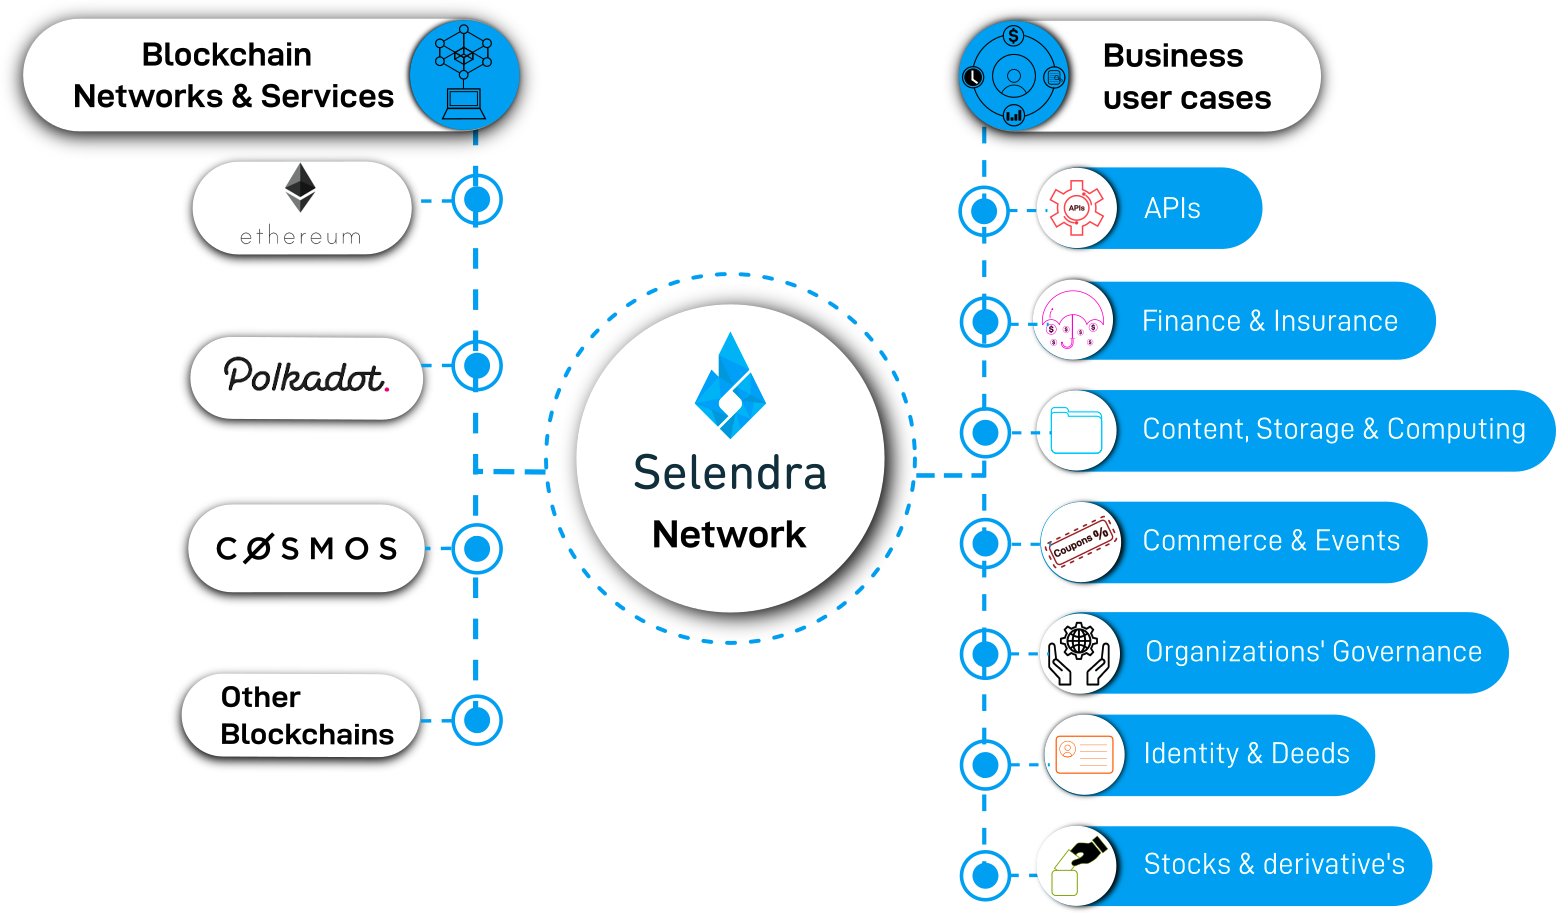 Blockchain
Networks & Services
ethereum
Polkadot.
CØSMOS
Other
Blockchains
Selendra
Network
$
Business
user cases
APIs
APIs
$ $ $ $ $ $
Finance & Insurance
Content, Storage & Computing
Coupons %
Commerce & Events
Organizations' Governance
Identity & Deeds
Stocks & derivative's